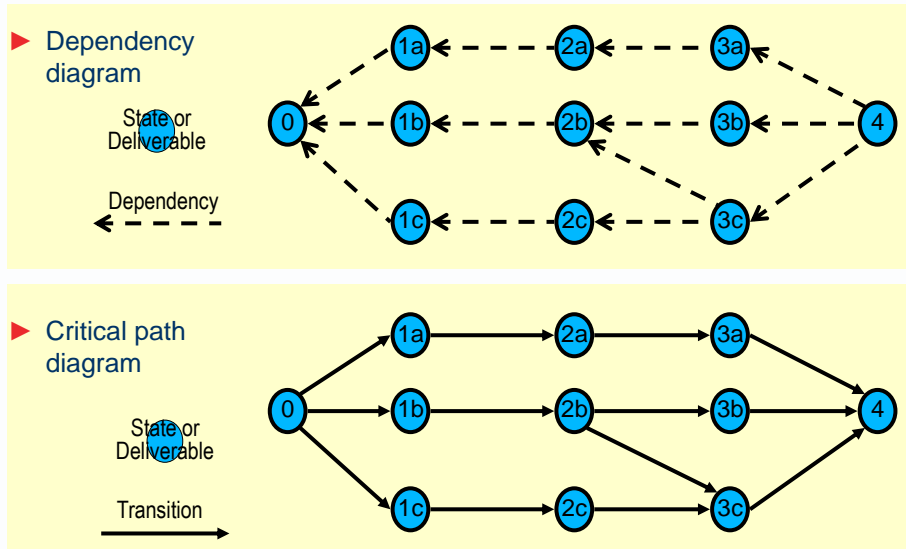 Dependency
diagram
State or
Deliverable
Dependency
1a
2a
3a
0
1b
2b
3b
4
1c
2c
3c
Critical path
diagram
State or
Deliverable
Transition
1a
2a
3a
0
1b
2b
3b
4
1c
2c
3c